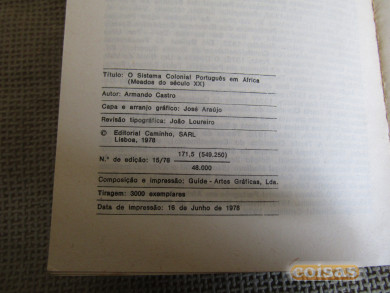 Título: O Sistema Colonial Português em África
(Meados do século XX)
Autor: Armando Castro
Capa e arranjo gráfico: José Araújo
Revisão tipográfica: João Loureiro
© Editorial Caminho, SARL
Lisboa, 1978
171,5 (549.250)
N.º de edição: 15/76
48.000
Composição e impressão: Guide - Artes Gráficas, Lda.
Tiragem: 3000 exemplares
Data de impressão: 16 de Junho de 1978
coisas